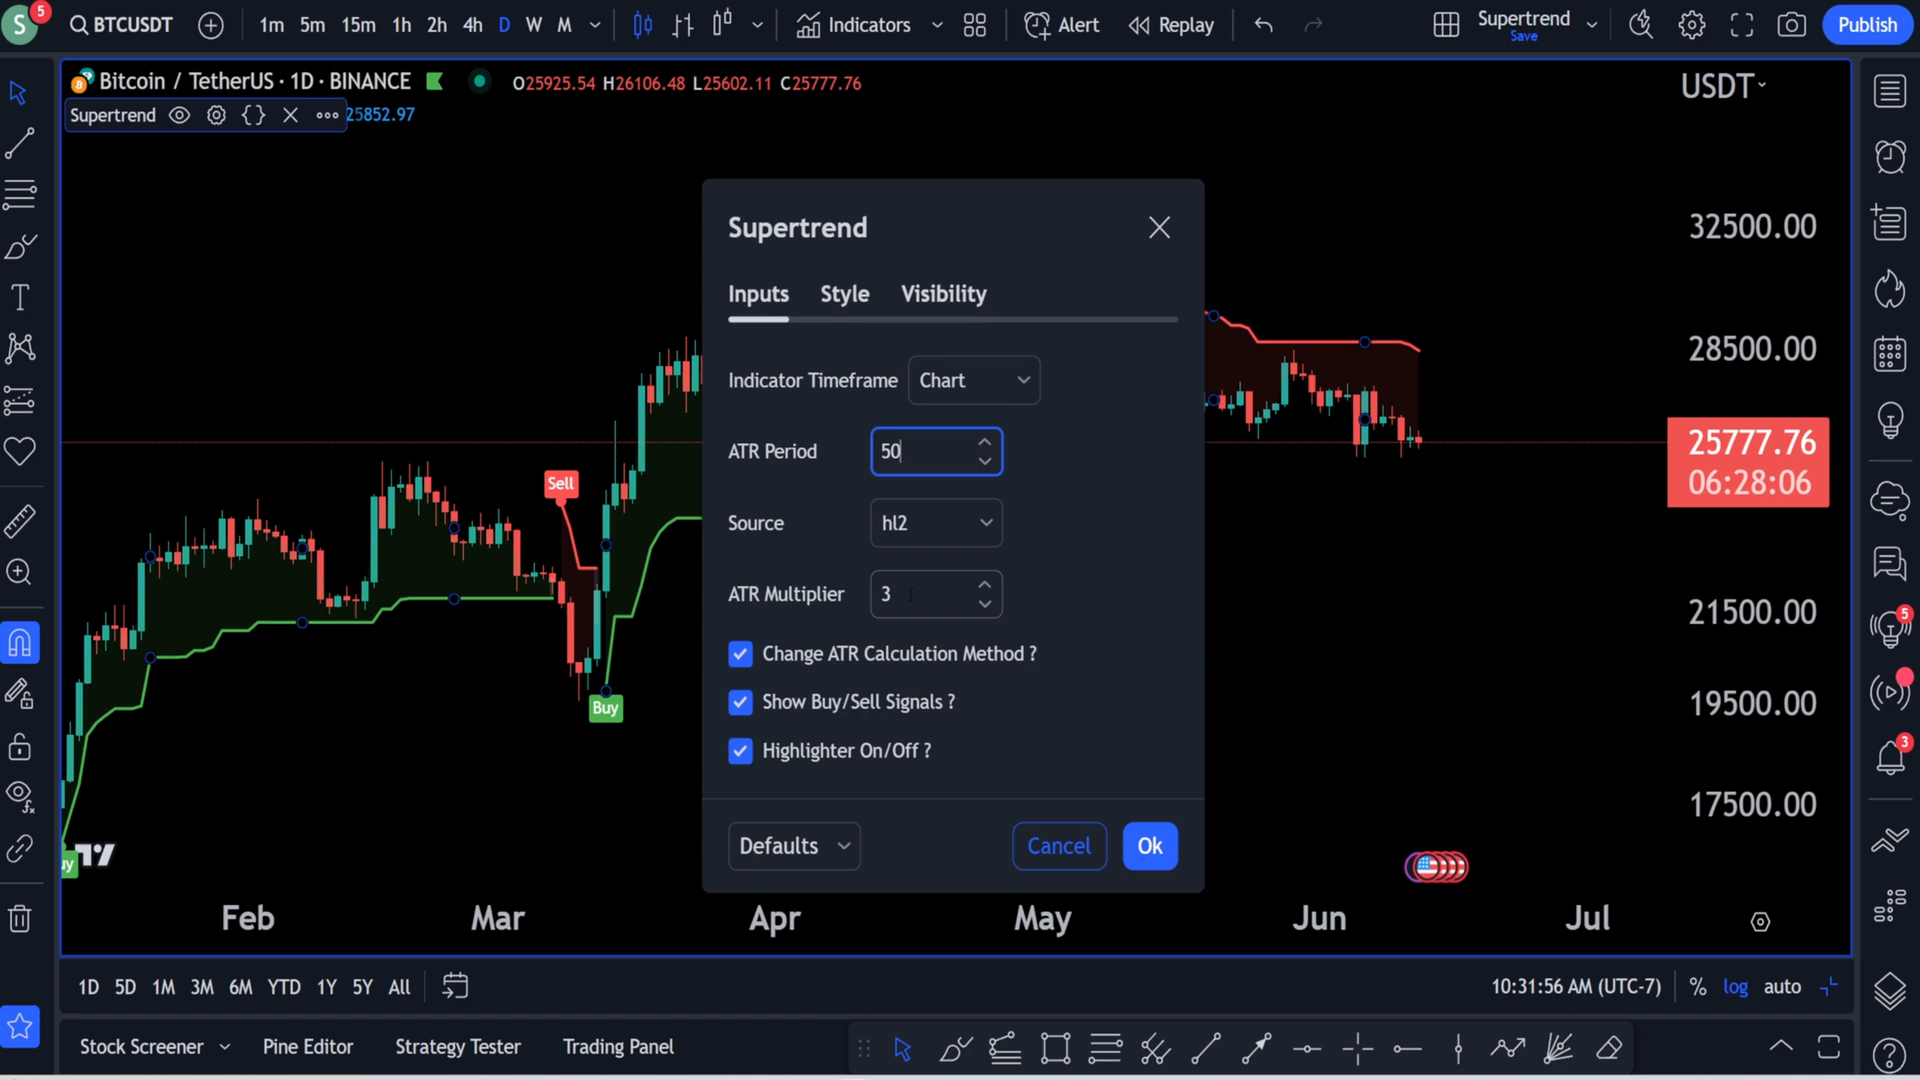 S 5 BTCUSDT 1m 5m 15m 1h 2h 4h D W M Indicators Alert Replay Supertrend Save Publish
Bitcoin / TetherUS · 1D · BINANCE O25925.54 H26106.48 L25602.11 C25777.76 USDT
Supertrend {} 25852.97
32500.00
28500.00
25777.76
06:28:06
21500.00
19500.00
17500.00
Sell
Buy
uy
Supertrend
Inputs Style Visibility
Indicator Timeframe Chart
ATR Period 50
Source hl2
ATR Multiplier 3
Change ATR Calculation Method ?
Show Buy/Sell Signals ?
Highlighter On/Off ?
Defaults Cancel Ok
5
3
Feb Mar Apr May Jun Jul
1D 5D 1M 3M 6M YTD 1Y 5Y All 10:31:56 AM (UTC-7) % log auto
Stock Screener Pine Editor Strategy Tester Trading Panel